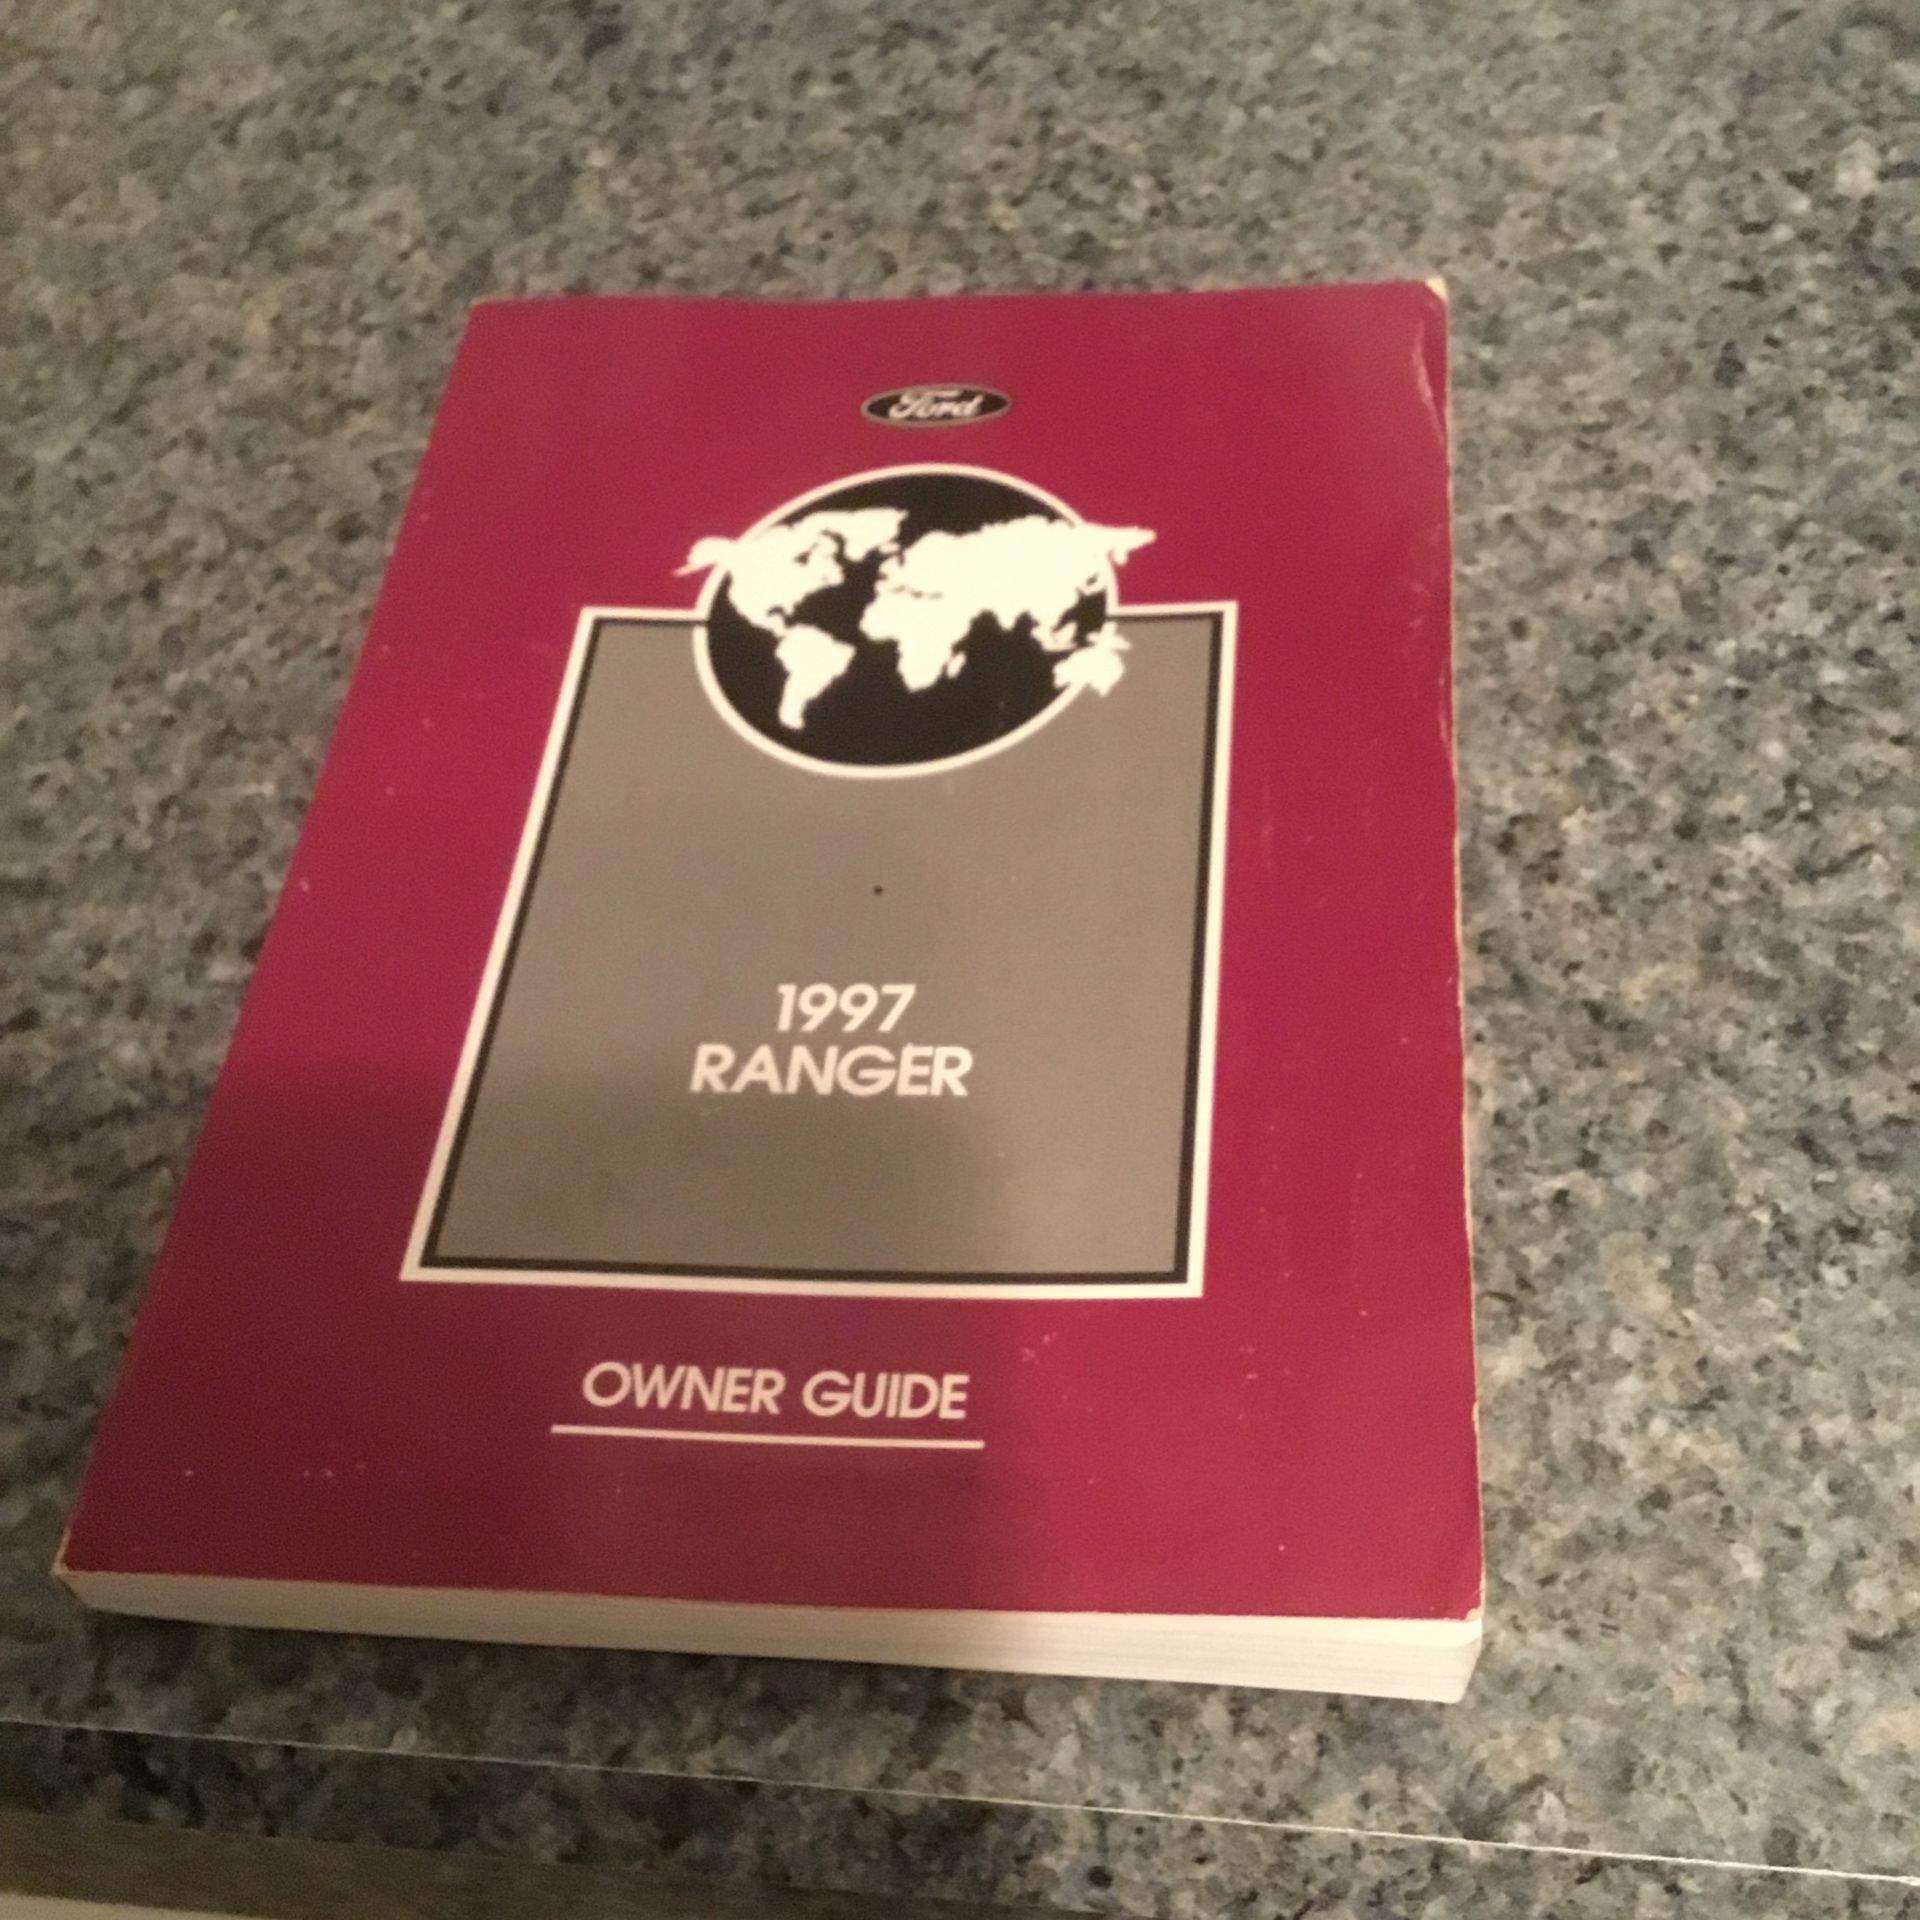 Ford
1997
RANGER
OWNER GUIDE